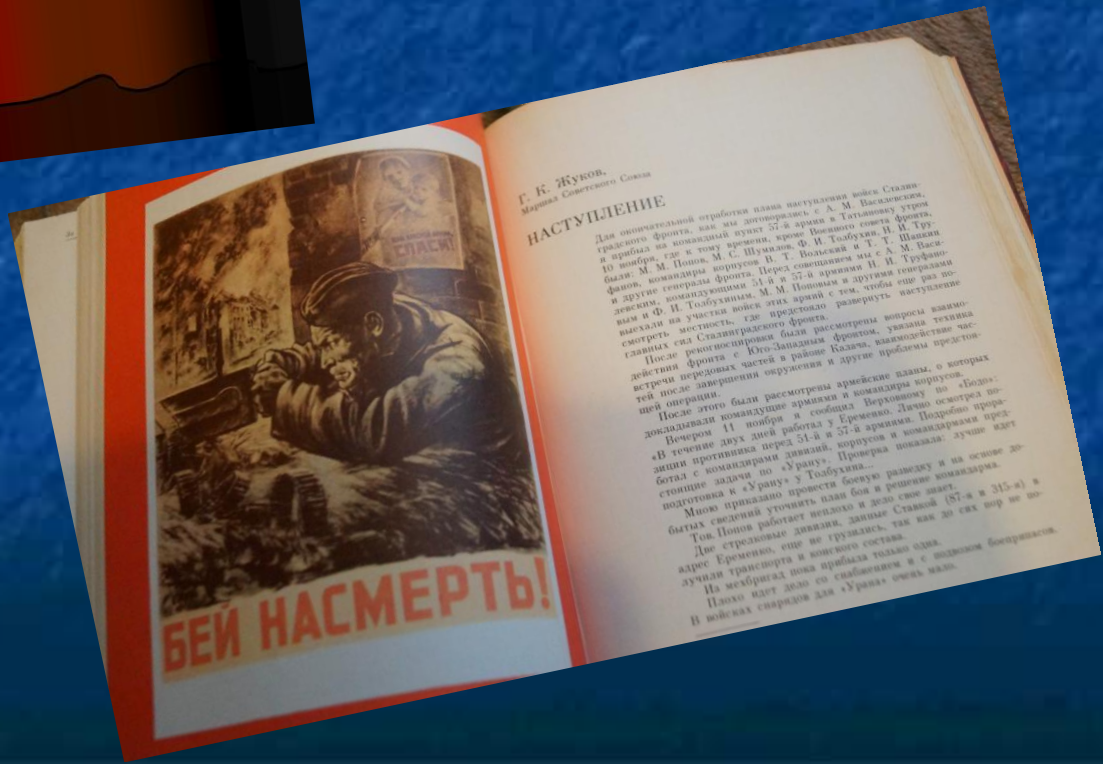 СПАСИ!
БЕЙ НАСМЕРТЬ!
Г. К. Жуков,
Маршал Советского Союза
НАСТУПЛЕНИЕ
Для окончательной отработки плана наступления войск Сталин-
градского фронта, как мы договорились с А. М. Василевским,
я прибыл на командный пункт 57-й армии в Татьяновку утром
10 ноября, где к тому времени, кроме Военного совета фронта,
были: М. М. Попов, М. С. Шумилов, Ф. И. Толбухин, Н. И. Тру-
фанов, командиры корпусов В. Т. Вольский и Т. Т. Шапкин
и другие генералы фронта. Перед совещанием мы с А. М. Васи-
левским, командующими 51-й и 57-й армиями Н. И. Труфано-
вым и Ф. И. Толбухиным, М. М. Поповым и другими генералами
выехали на участки войск этих армий с тем, чтобы еще раз по-
смотреть местность, где предстояло развернуть наступление
главных сил Сталинградского фронта.
После рекогносцировки были рассмотрены вопросы взаимо-
действия фронта с Юго-Западным фронтом, увязана техника
встречи передовых частей в районе Калача, взаимодействие час-
тей после завершения окружения и другие проблемы предстоя-
щей операции.
После этого были рассмотрены армейские планы, о которых
докладывали командущие армиями и командиры корпусов.
Вечером 11 ноября я сообщил Верховному по «Бодо»:
«В течение двух дней работал у Еременко. Лично осмотрел по-
зиции противника перед 51-й и 57-й армиями. Подробно прора-
ботал с командирами дивизий, корпусов и командармами пред-
стоящие задачи по «Урану». Проверка показала: лучше идет
подготовка к «Урану» у Толбухина...
Мною приказано провести боевую разведку и на основе до-
бытых сведений уточнить план боя и решение командарма.
Тов. Попов работает неплохо и дело свое знает.
Две стрелковые дивизии, данные Ставкой (87-я и 315-я) в
адрес Еременко, еще не грузились, так как до сих пор не по-
лучили транспорта и конского состава.
Из мехбригад пока прибыла только одна.
Плохо идет дело со снабжением и с подвозом боеприпасов.
В войсках снарядов для «Урана» очень мало.